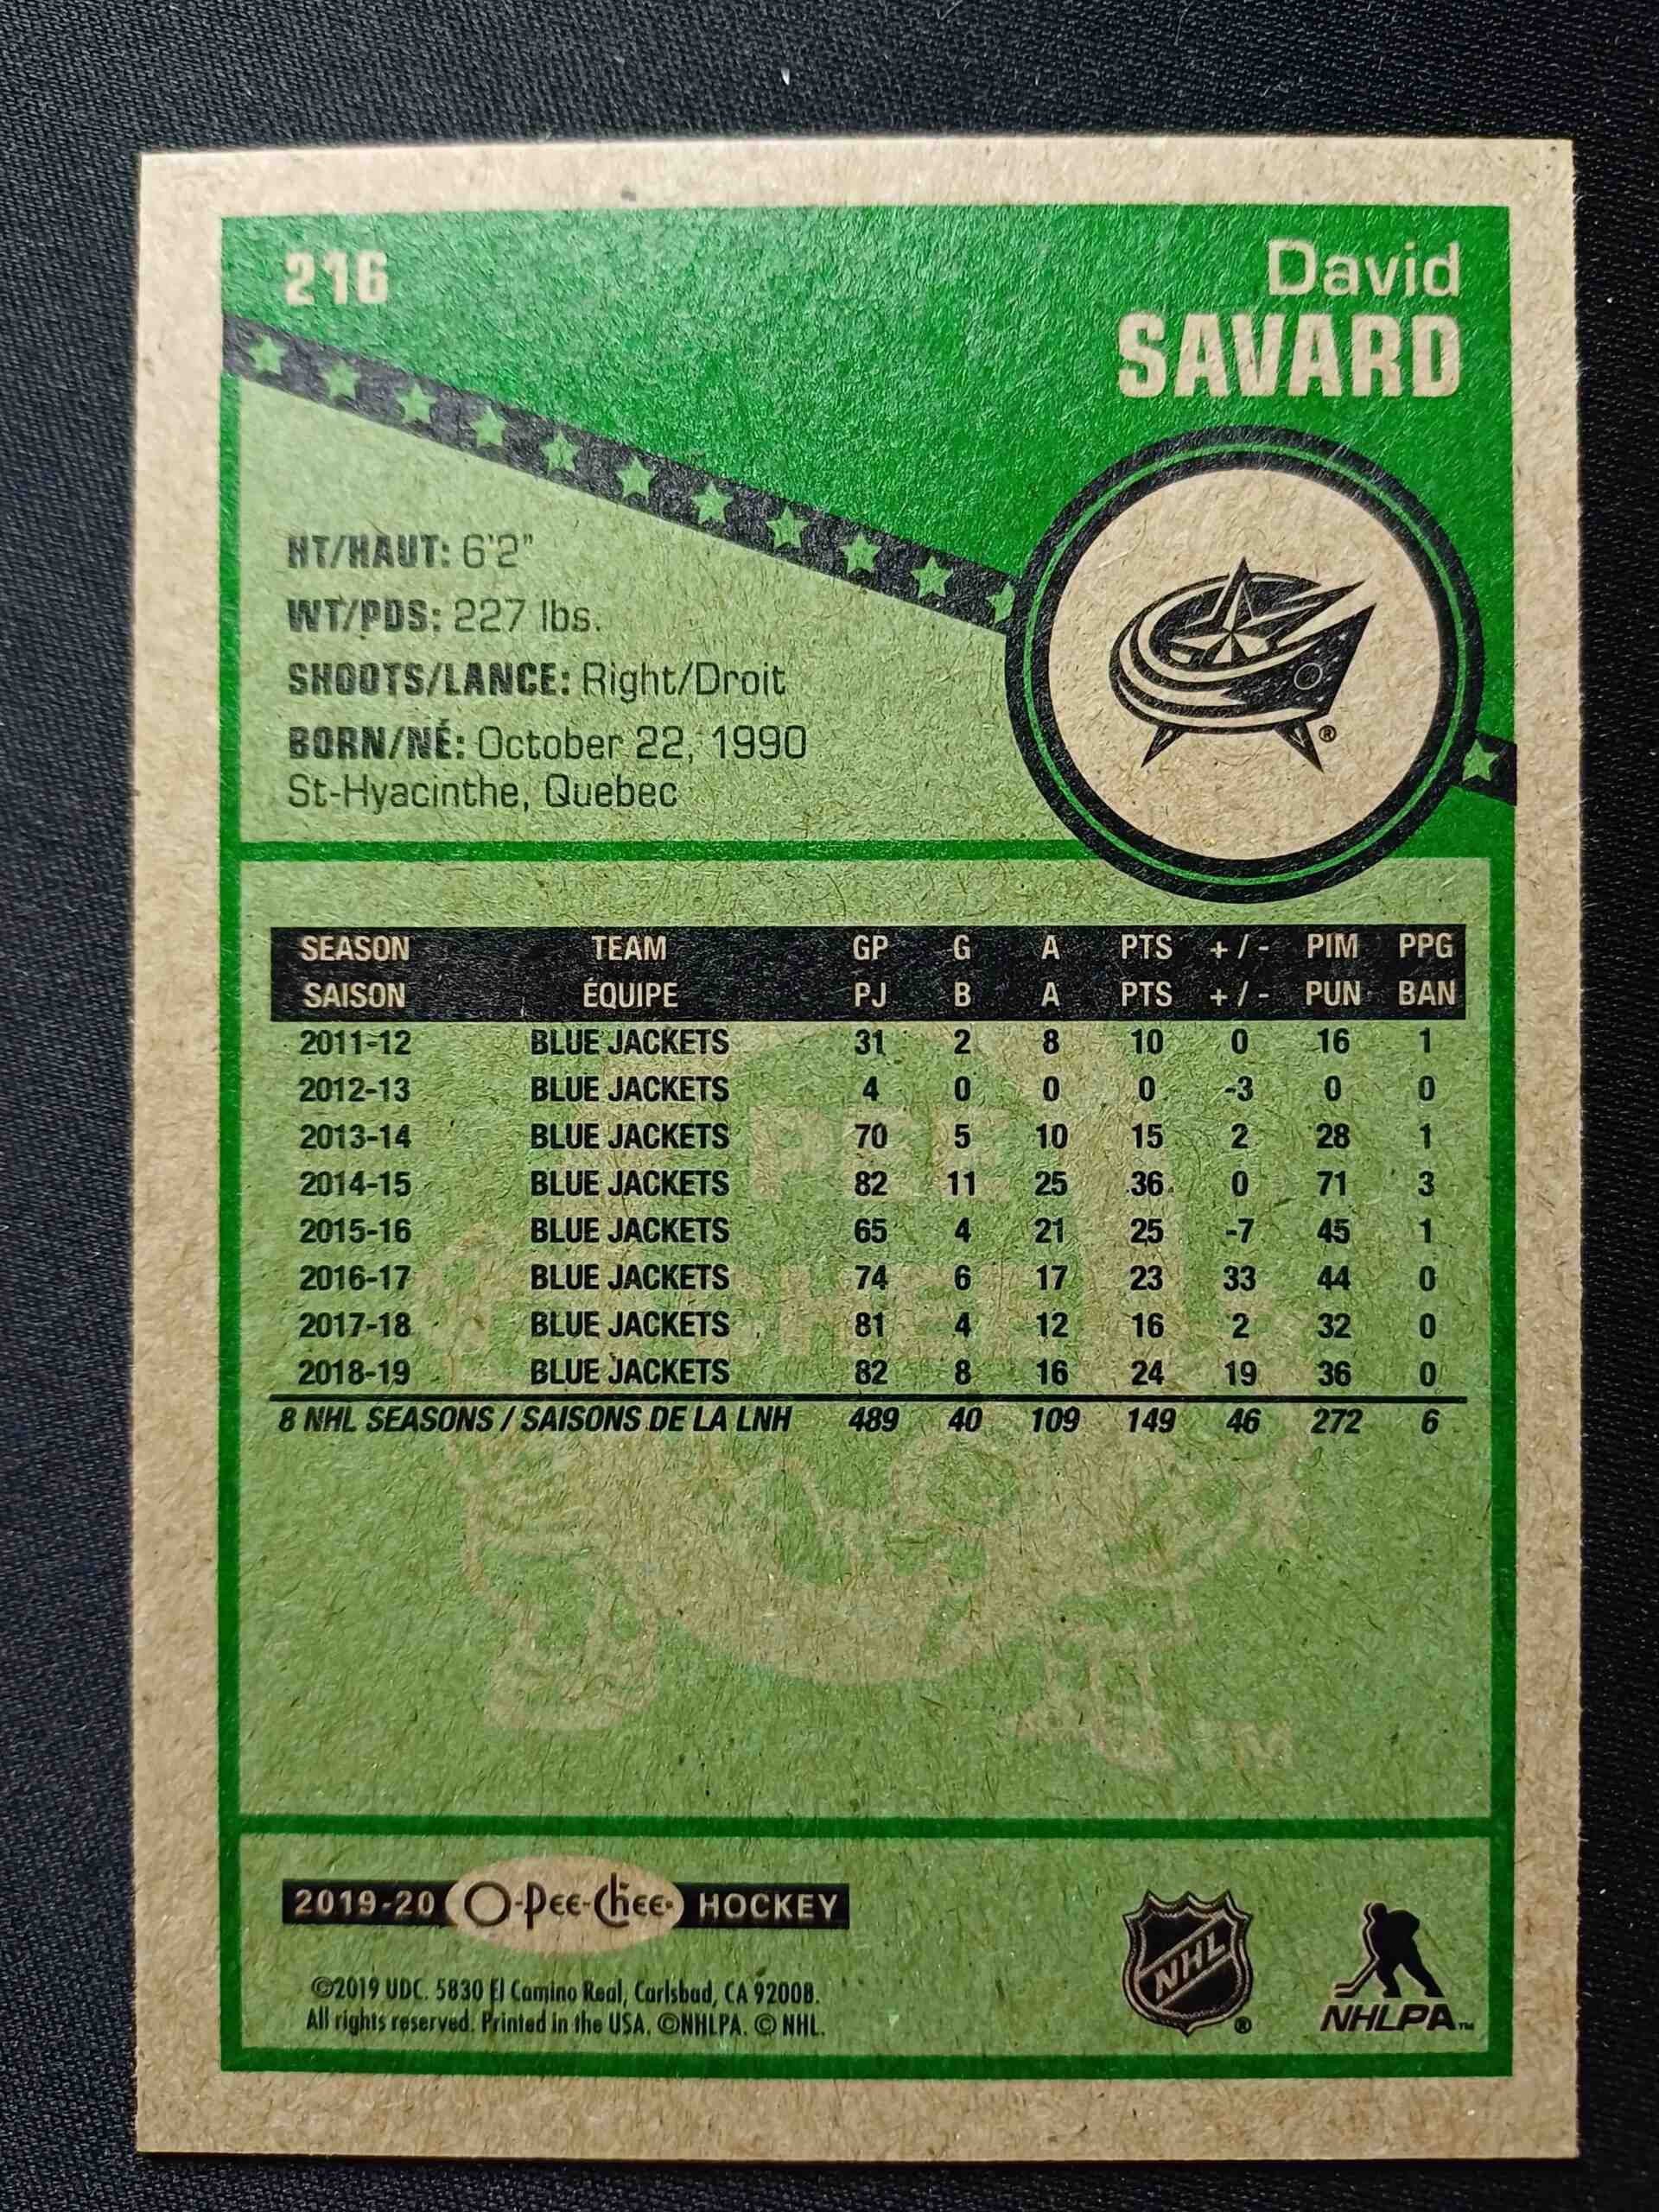 216
David
SAVARD
HT/HAUT: 6'2"
WT/PDS: 227 lbs.
SHOOTS/LANCE: Right/Droit
BORN/NÉ: October 22, 1990
St-Hyacinthe, Quebec
®
SEASON TEAM GP G A PTS +/- PIM PPG
SAISON ÉQUIPE PJ B A PTS +/- PUN BAN
2011-12 BLUE JACKETS 31 2 8 10 0 16 1
2012-13 BLUE JACKETS 4 0 0 0 -3 0 0
2013-14 BLUE JACKETS 70 5 10 15 2 28 1
2014-15 BLUE JACKETS 82 11 25 36 0 71 3
2015-16 BLUE JACKETS 65 4 21 25 -7 45 1
2016-17 BLUE JACKETS 74 6 17 23 33 44 0
2017-18 BLUE JACKETS 81 4 12 16 2 32 0
2018-19 BLUE JACKETS 82 8 16 24 19 36 0
8 NHL SEASONS / SAISONS DE LA LNH 489 40 109 149 46 272 6
PEE
CHEE
TM
2019-20 O-Pee-Chee HOCKEY
©2019 UDC. 5830 El Camino Real, Carlsbad, CA 92008.
All rights reserved. Printed in the USA. ©NHLPA. © NHL.
NHL ®
NHLPA TM